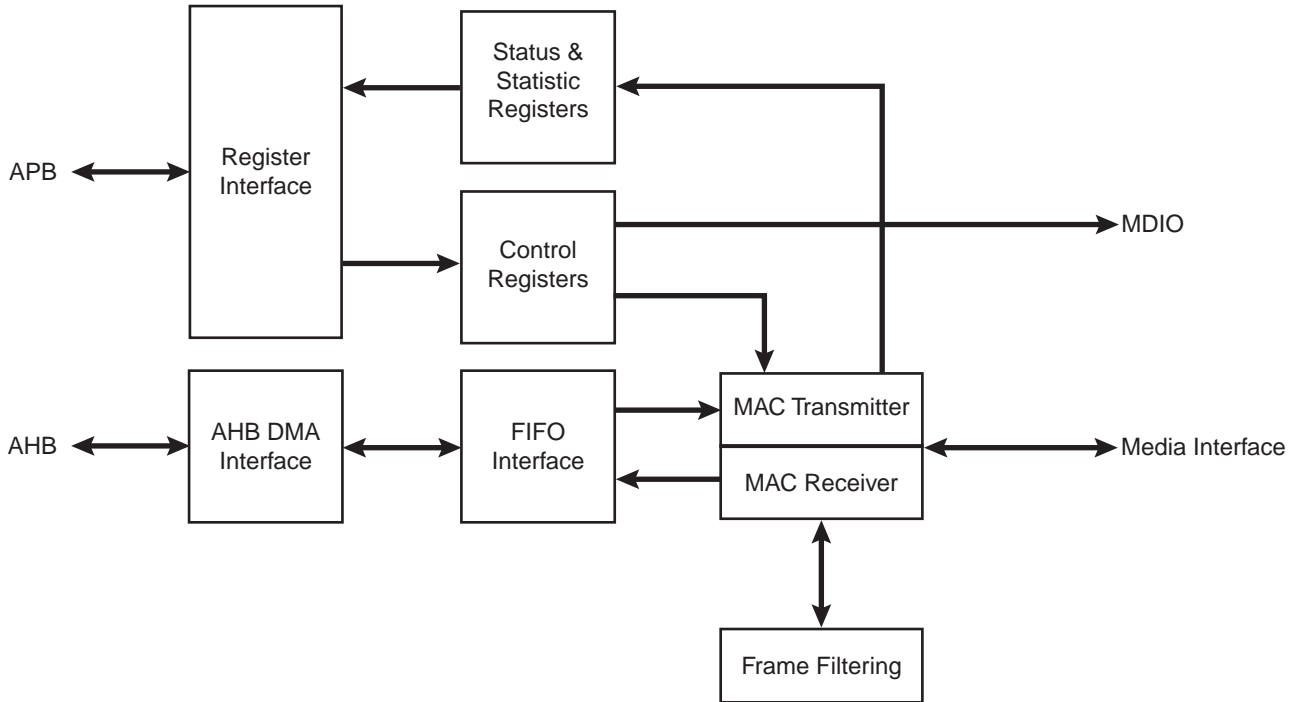 Status &
Statistic
Registers
APB
Register
Interface
MDIO
Control
Registers
MAC Transmitter
AHB
AHB DMA
Interface
FIFO
Interface
Media Interface
MAC Receiver
Frame Filtering